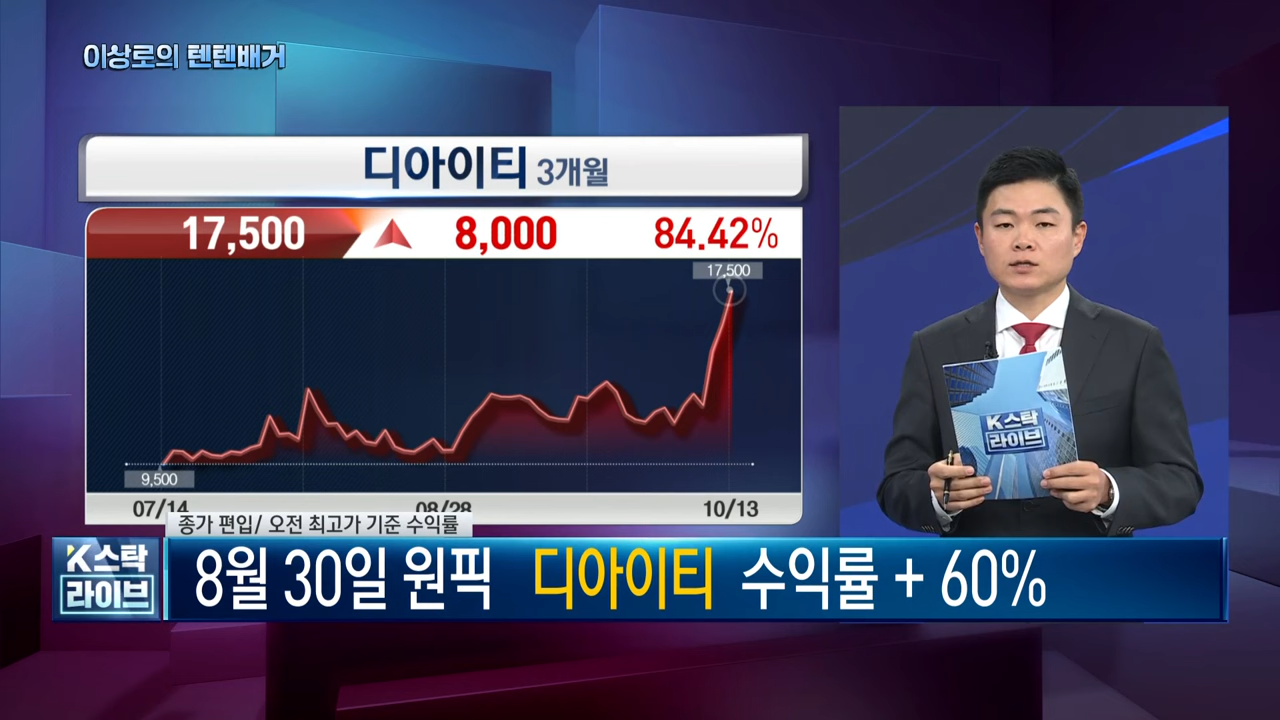 이상로의 텐텐배거
디아이티 3개월
17,500 ▲ 8,000 84.42%
17,500
9,500
07/14 08/28 10/13
종가 편입/ 오전 최고가 기준 수익률
K스탁
라이브
8월 30일 원픽 디아이티 수익률 + 60%
K스탁
라이브